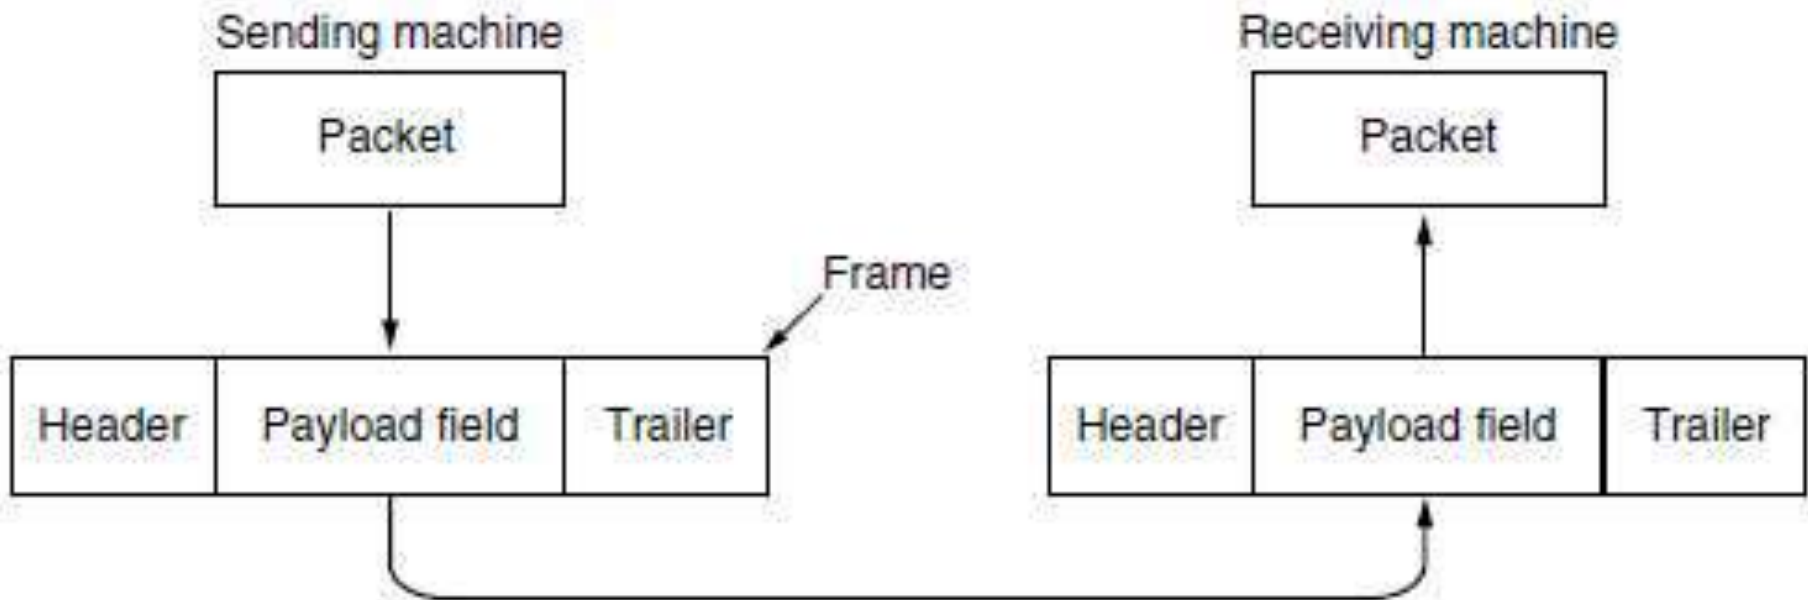 Sending machine
Receiving machine
Packet
Packet
Frame
Header
Payload field
Trailer
Header
Payload field
Trailer